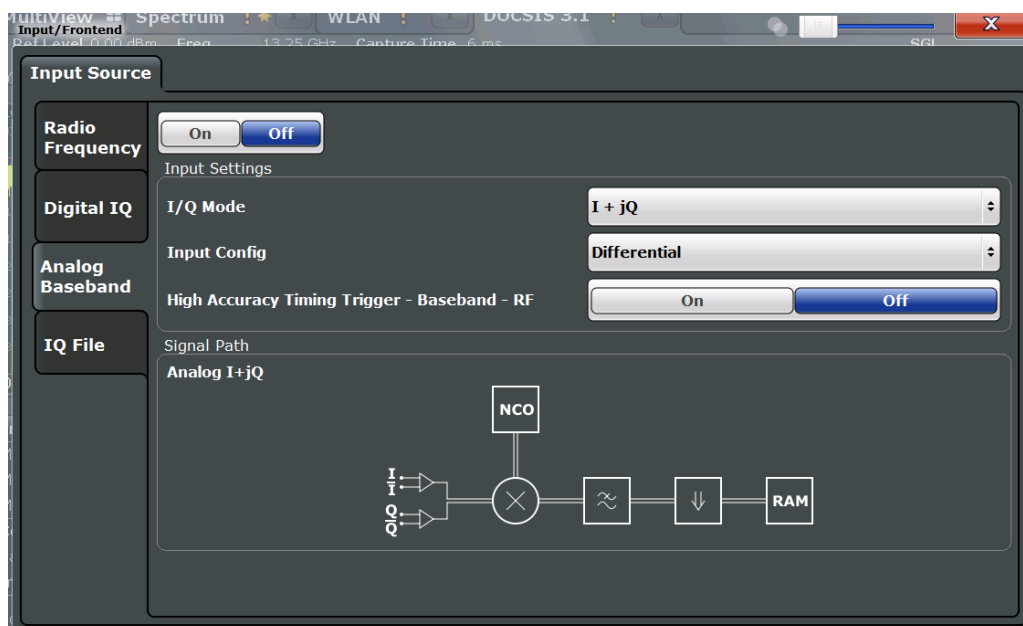 MultiView Spectrum ! X WLAN ! X DOCSIS 3.1 ! X
Input/Frontend X
Ref Level 0.00 dBm Freq 13.25 GHz Capture Time 6 ms SGL
Input Source
Radio
Frequency
On Off
Input Settings
Digital IQ
I/Q Mode I + jQ
Input Config Differential
Analog
Baseband
High Accuracy Timing Trigger - Baseband - RF On Off
IQ File
Signal Path
Analog I+jQ
NCO
I
I
Q
Q
RAM